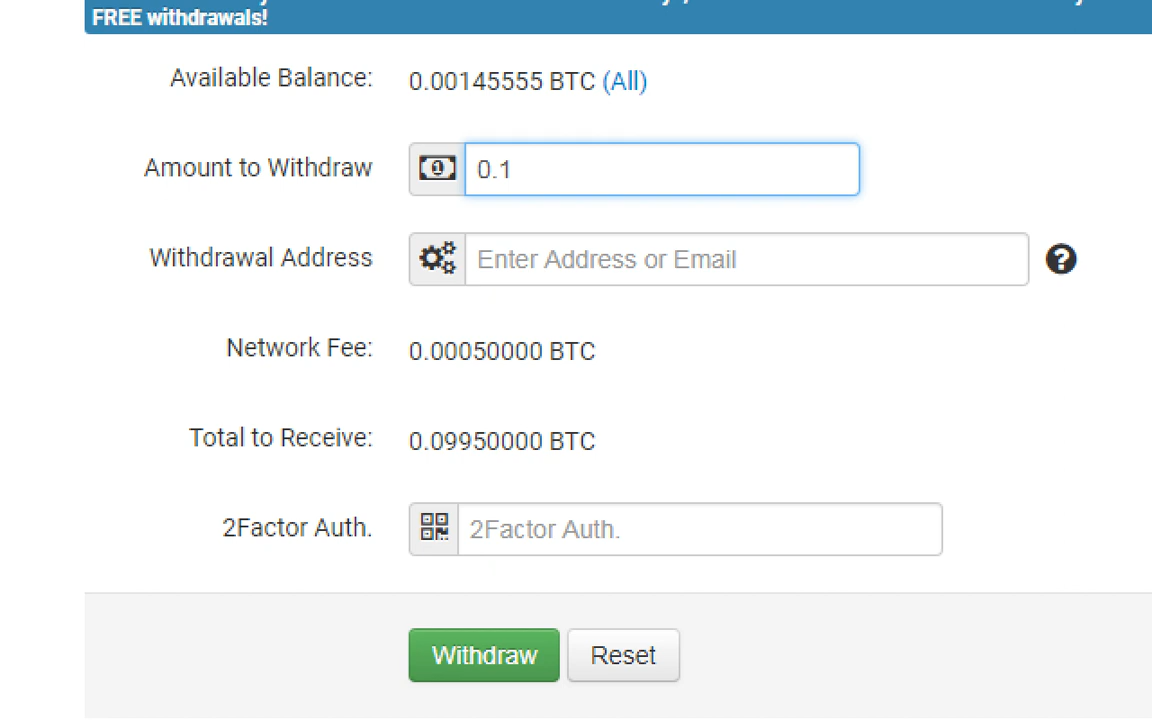 FREE withdrawals!
Available Balance: 0.00145555 BTC (All)
Amount to Withdraw 0.1
Withdrawal Address Enter Address or Email
Network Fee: 0.00050000 BTC
Total to Receive: 0.09950000 BTC
2Factor Auth. 2Factor Auth.
Withdraw Reset